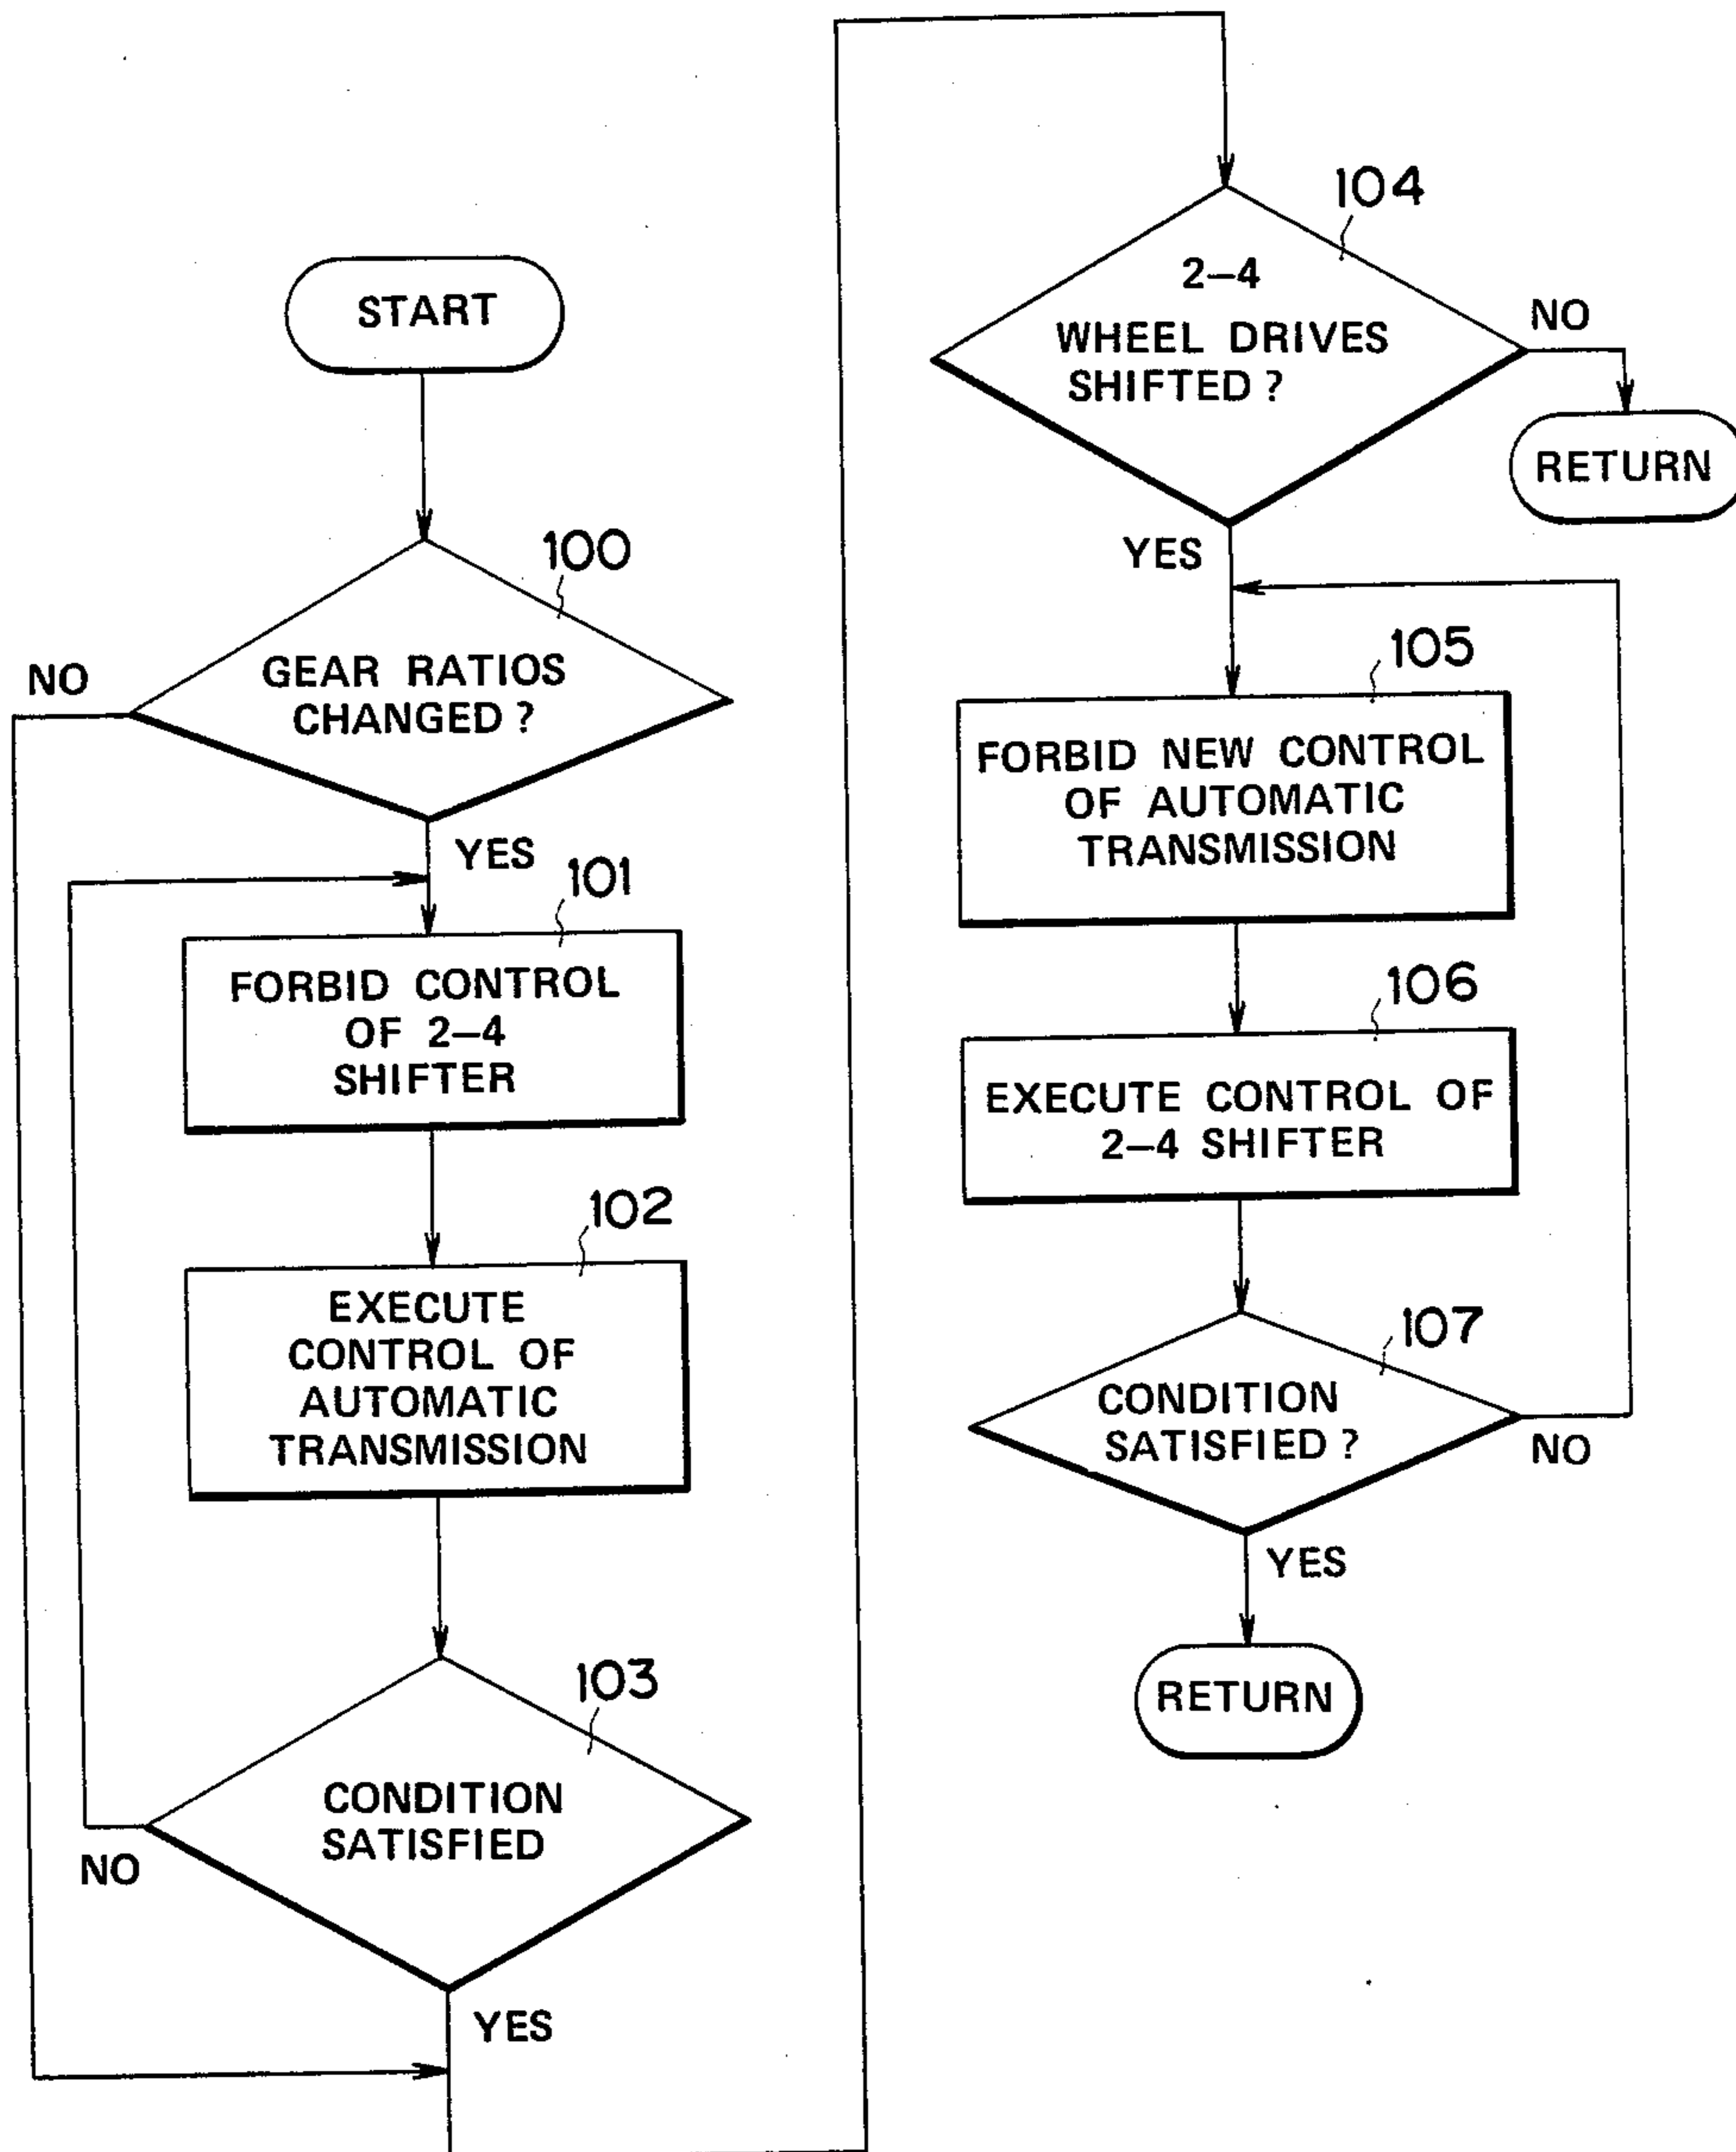 START
100
GEAR RATIOS
CHANGED ?
NO
YES
101
FORBID CONTROL
OF 2–4
SHIFTER
102
EXECUTE
CONTROL OF
AUTOMATIC
TRANSMISSION
103
CONDITION
SATISFIED
NO
YES
104
2–4
WHEEL DRIVES
SHIFTED ?
NO
RETURN
YES
105
FORBID NEW CONTROL
OF AUTOMATIC
TRANSMISSION
106
EXECUTE CONTROL OF
2–4 SHIFTER
107
CONDITION
SATISFIED ?
NO
YES
RETURN